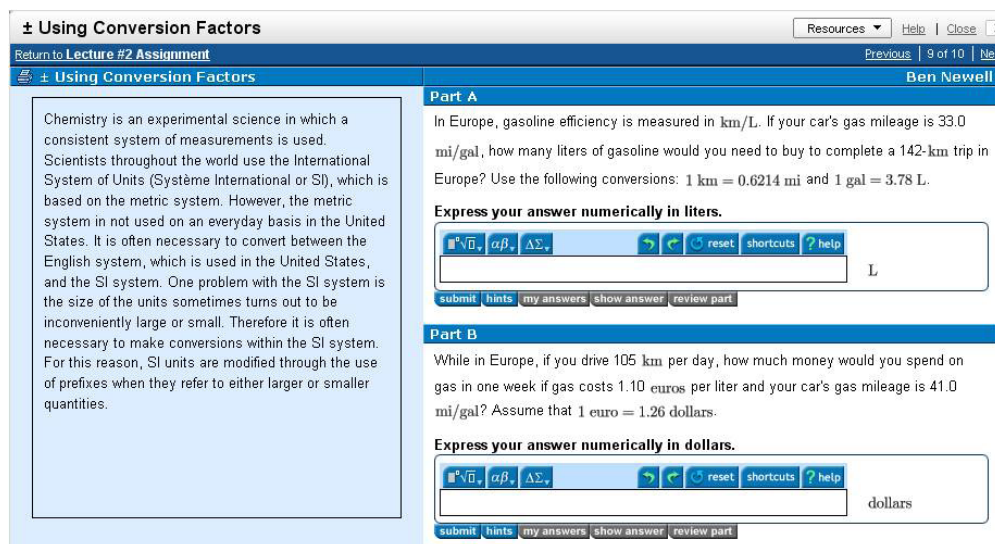 ± Using Conversion Factors
Resources ▼ Help | Close
Return to Lecture #2 Assignment
Previous | 9 of 10 |
± Using Conversion Factors
Ben Newell
Chemistry is an experimental science in which a
consistent system of measurements is used.
Scientists throughout the world use the International
System of Units (Système International or SI), which is
based on the metric system. However, the metric
system in not used on an everyday basis in the United
States. It is often necessary to convert between the
English system, which is used in the United States,
and the SI system. One problem with the SI system is
the size of the units sometimes turns out to be
inconveniently large or small. Therefore it is often
necessary to make conversions within the SI system.
For this reason, SI units are modified through the use
of prefixes when they refer to either larger or smaller
quantities.
Part A
In Europe, gasoline efficiency is measured in km/L. If your car's gas mileage is 33.0
mi/gal, how many liters of gasoline would you need to buy to complete a 142-km trip in
Europe? Use the following conversions: 1 km = 0.6214 mi and 1 gal = 3.78 L.
Express your answer numerically in liters.
αβ ΔΣ reset shortcuts ? help
L
submit hints my answers show answer review part
Part B
While in Europe, if you drive 105 km per day, how much money would you spend on
gas in one week if gas costs 1.10 euros per liter and your car's gas mileage is 41.0
mi/gal? Assume that 1 euro = 1.26 dollars.
Express your answer numerically in dollars.
αβ ΔΣ reset shortcuts ? help
dollars
submit hints my answers show answer review part